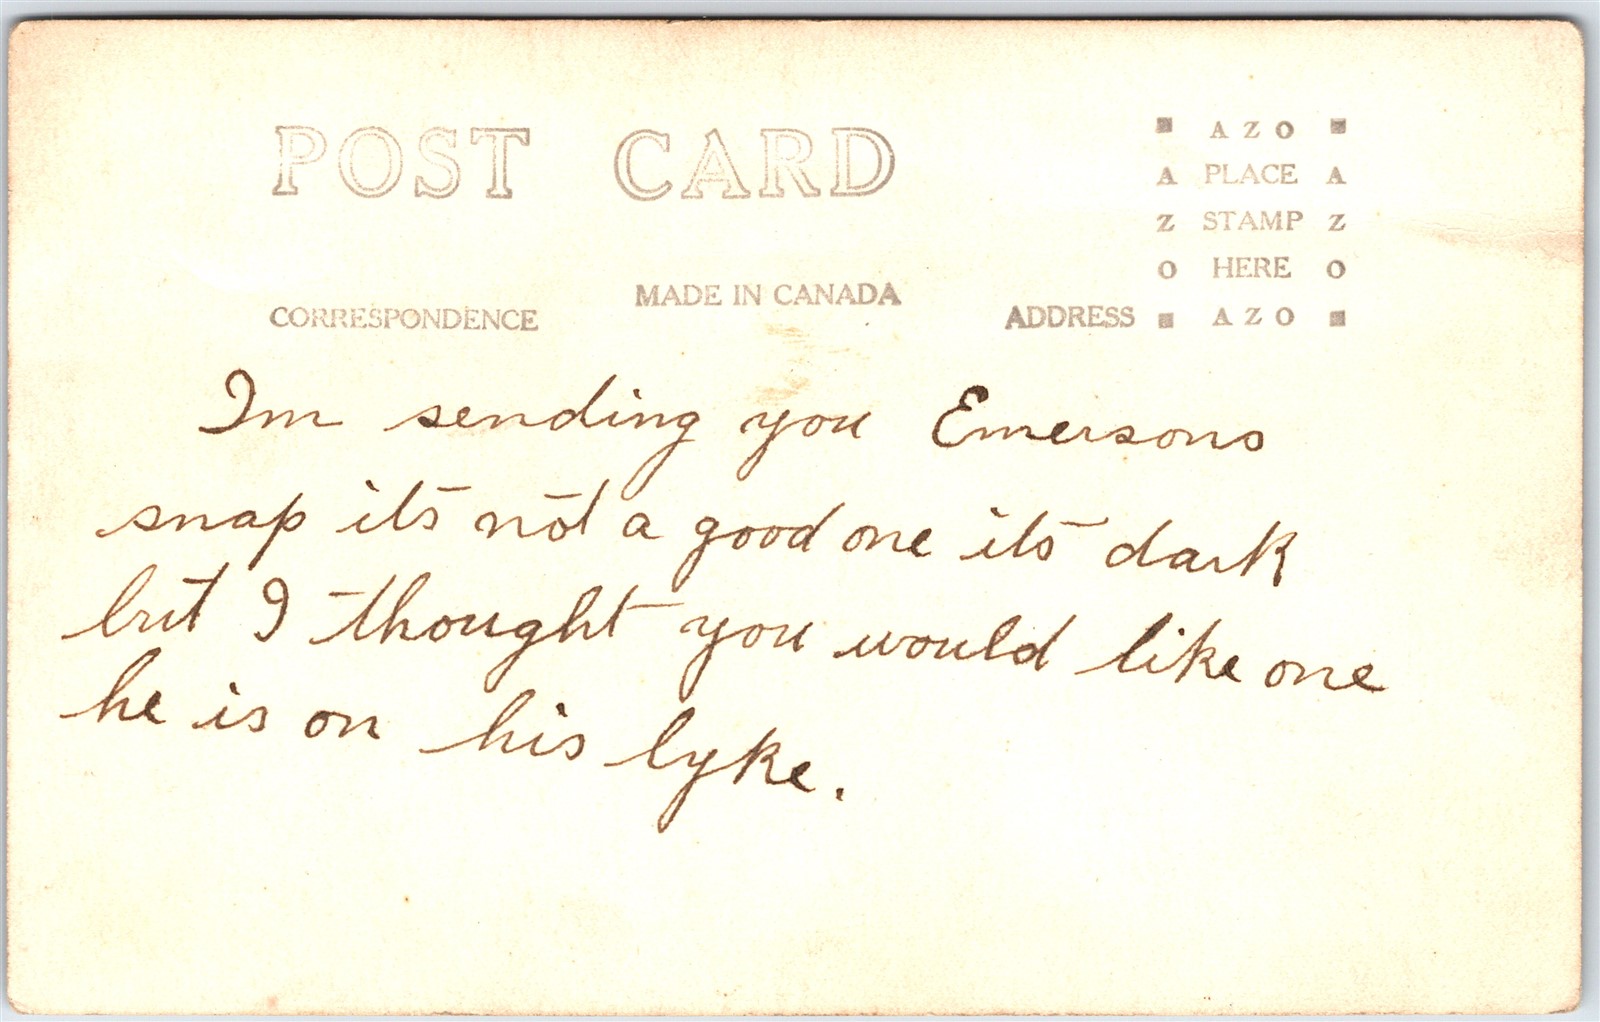 POST CARD
AZO
A PLACE A
Z STAMP Z
O HERE O
CORRESPONDENCE MADE IN CANADA ADDRESS AZO
Im sending you Emersons
snap its not a good one its dark
but I thought you would like one
he is on his lyke.